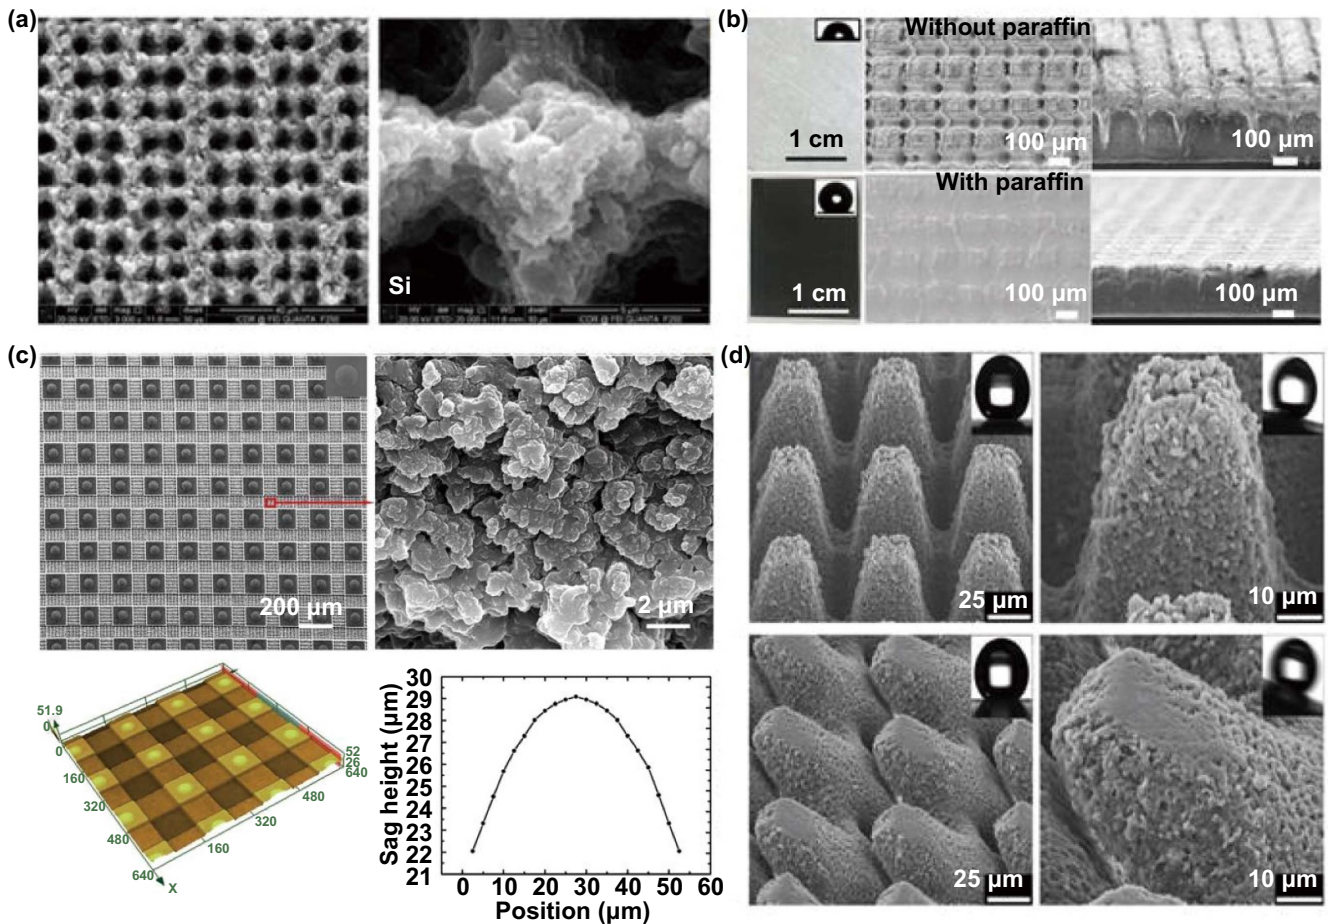 (a)
Si
(b)
Without paraffin
1 cm
100 µm
100 µm
With paraffin
1 cm
100 µm
100 µm
(c)
200 µm
2 µm
51.9
0
0
160
320
480
640
X
160
320
480
640
26
52
Sag height (µm)
30
29
28
27
26
25
24
23
22
21
0
10
20
30
40
50
60
Position (µm)
(d)
25 µm
10 µm
25 µm
10 µm